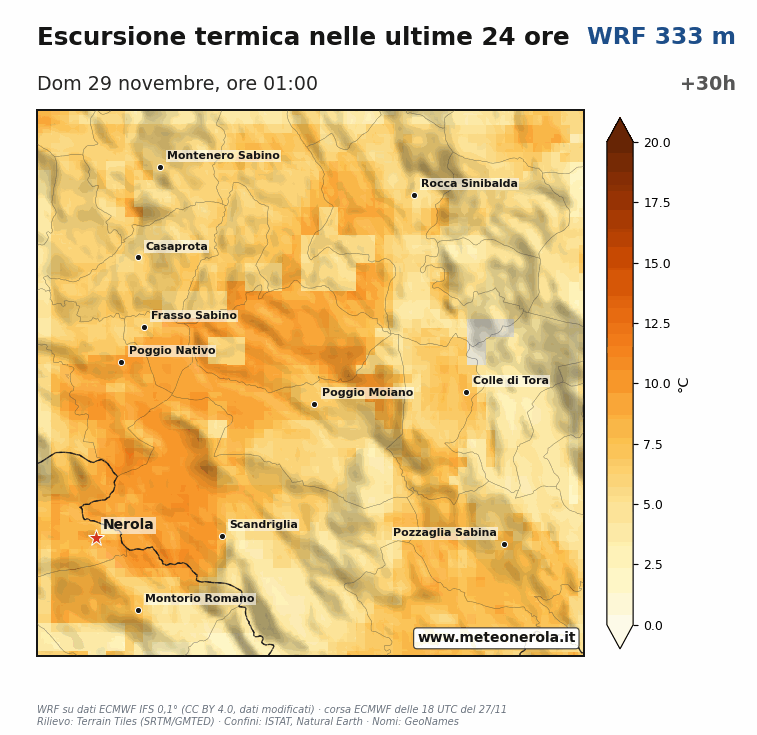 Escursione termica nelle ultime 24 ore WRF 333 m
Dom 29 novembre, ore 01:00 +30h
Montenero Sabino
Rocca Sinibalda
Casaprota
Frasso Sabino
Poggio Nativo
Colle di Tora
Poggio Moiano
Nerola
Scandriglia
Pozzaglia Sabina
Montorio Romano
www.meteonerola.it
20.0
17.5
15.0
12.5
10.0
7.5
5.0
2.5
0.0
°C
WRF su dati ECMWF IFS 0,1° (CC BY 4.0, dati modificati) · corsa ECMWF delle 18 UTC del 27/11
Rilievo: Terrain Tiles (SRTM/GMTED) · Confini: ISTAT, Natural Earth · Nomi: GeoNames